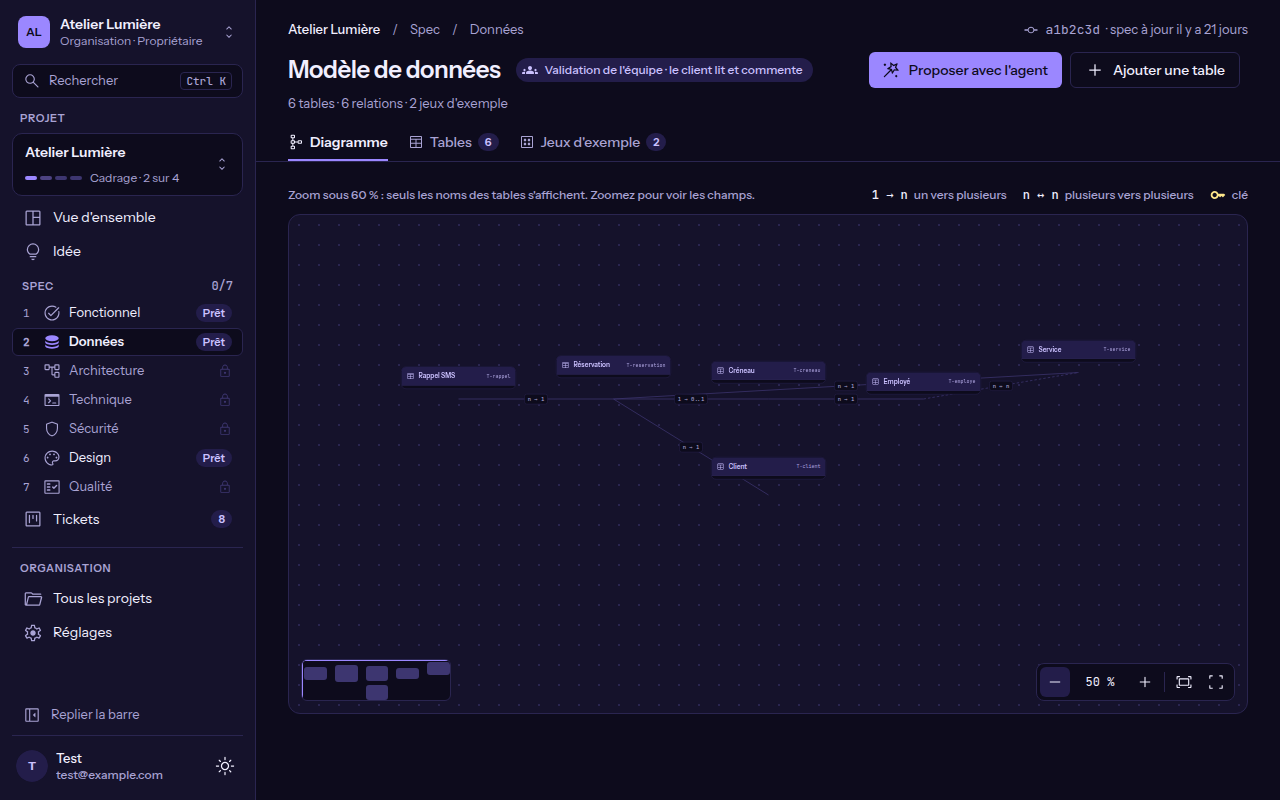 AL
Atelier Lumière
Organisation · Propriétaire
Rechercher
Ctrl K
PROJET
Atelier Lumière
Cadrage · 2 sur 4
Vue d'ensemble
Idée
SPEC 0/7
1 Fonctionnel Prêt
2 Données Prêt
3 Architecture
4 Technique
5 Sécurité
6 Design Prêt
7 Qualité
Tickets 8
ORGANISATION
Tous les projets
Réglages
Replier la barre
T
Test
test@example.com
Atelier Lumière / Spec / Données
a1b2c3d · spec à jour il y a 21 jours
Modèle de données
Validation de l'équipe · le client lit et commente
Proposer avec l'agent
Ajouter une table
6 tables · 6 relations · 2 jeux d'exemple
Diagramme
Tables 6
Jeux d'exemple 2
Zoom sous 60 % : seuls les noms des tables s'affichent. Zoomez pour voir les champs.
1 → n un vers plusieurs
n ↔ n plusieurs vers plusieurs
clé
Service T-service
Réservation T-reservation
Créneau T-creneau
Rappel SMS T-rappel
Employé T-employe
n → 1
n → n
n → 1
1 → 0..1
n → 1
n → 1
Client T-client
50 %